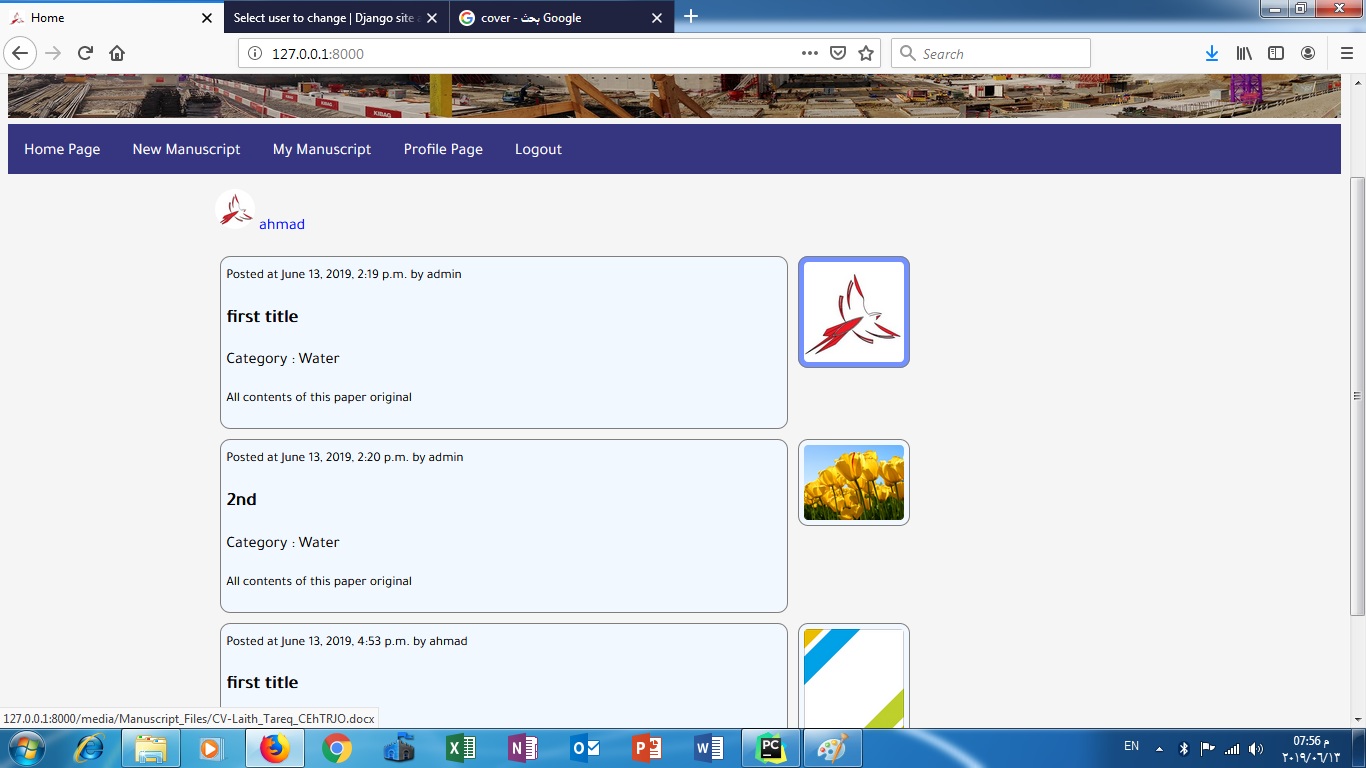 Home
Select user to change | Django site a
cover - بحث Google
127.0.0.1:8000
Search
KIBAG
KIBAG
Home Page New Manuscript My Manuscript Profile Page Logout
ahmad
Posted at June 13, 2019, 2:19 p.m. by admin
first title
Category : Water
All contents of this paper original
Posted at June 13, 2019, 2:20 p.m. by admin
2nd
Category : Water
All contents of this paper original
Posted at June 13, 2019, 4:53 p.m. by ahmad
first title
127.0.0.1:8000/media/Manuscript_Files/CV-Laith_Tareq_CEhTRJO.docx
EN
07:56 م
٢٠١٩/٠٦/١٣